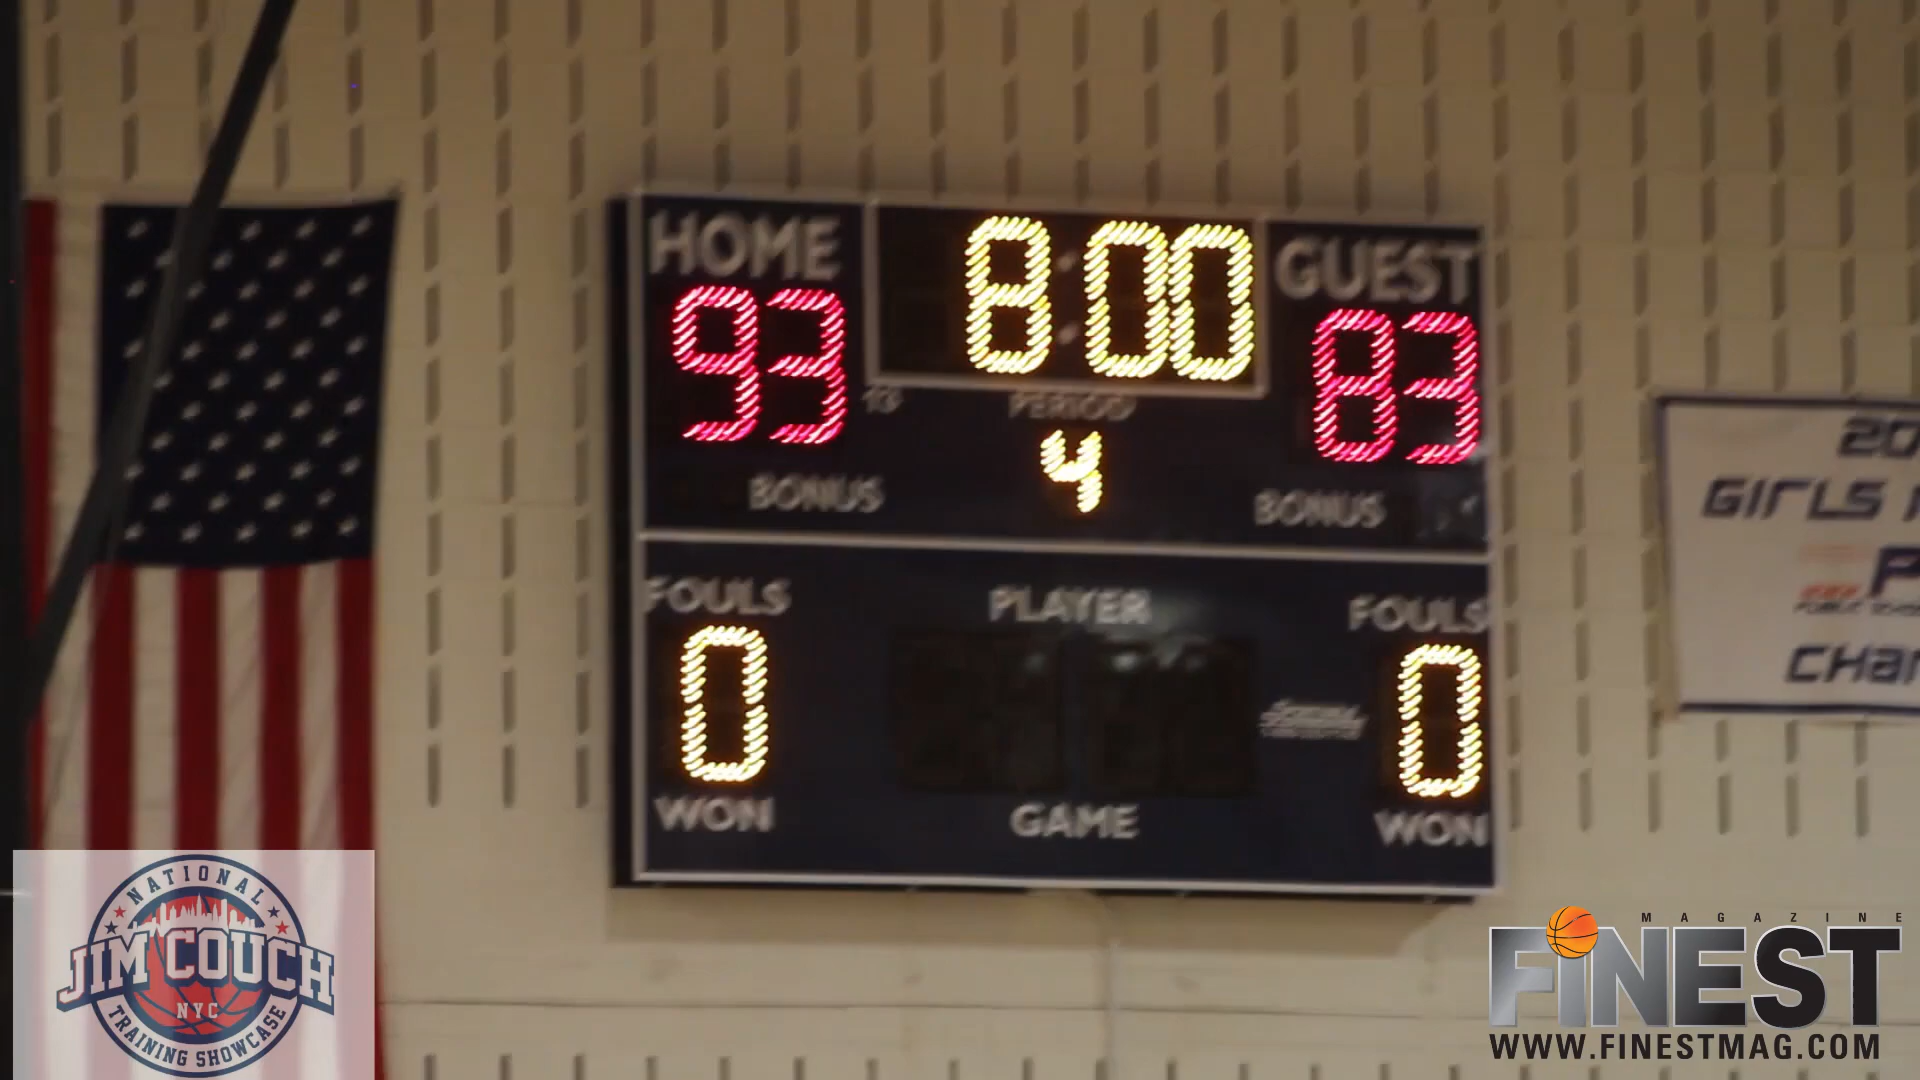 HOME
8:00
GUEST
93
83
PERIOD
4
BONUS
BONUS
FOULS
PLAYER
FOULS
0
0
WON
GAME
WON
20
GIRLS
CHA
NATIONAL
JIM COUCH
NYC
TRAINING SHOWCASE
MAGAZINE
FINEST
WWW.FINESTMAG.COM